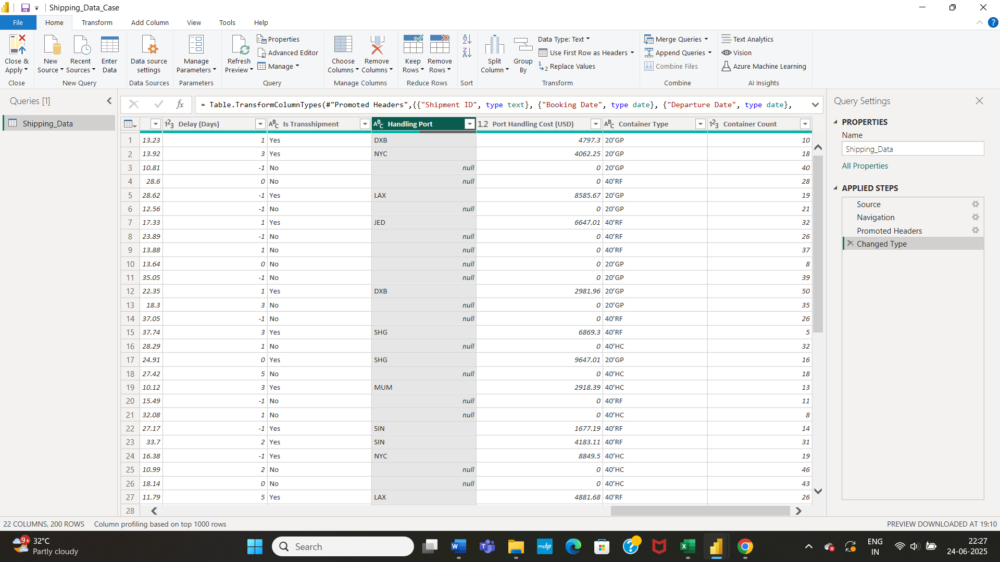 Shipping_Data_Case
File Home Transform Add Column View Tools Help
Close & Apply
New Source
Recent Sources
Enter Data
Data source settings
Manage Parameters
Refresh Preview
Properties
Advanced Editor
Manage
Choose Columns
Remove Columns
Keep Rows
Remove Rows
Split Column
Group By
Data Type: Text
Use First Row as Headers
Replace Values
Merge Queries
Append Queries
Combine Files
Text Analytics
Vision
Azure Machine Learning
Close New Query Data Sources Parameters Query Manage Columns Reduce Rows Sort Transform Combine AI Insights
Queries [1]
Shipping_Data
fx = Table.TransformColumnTypes(#"Promoted Headers",{{"Shipment ID", type text}, {"Booking Date", type date}, {"Departure Date", type date},
123 Delay (Days) ABC Is Transshipment ABC Handling Port 1.2 Port Handling Cost (USD) ABC Container Type 123 Container Count
1 13.23 1 Yes DXB 4797.3 20’GP 10
2 13.92 3 Yes NYC 4062.25 20’GP 18
3 10.81 -1 No null 0 20’GP 40
4 28.6 0 No null 0 40’RF 28
5 28.62 -1 Yes LAX 8585.67 20’GP 19
6 12.56 -1 No null 0 20’GP 21
7 17.33 1 Yes JED 6647.01 40’RF 32
8 23.89 -1 No null 0 40’RF 26
9 13.88 1 No null 0 40’RF 37
10 13.64 0 No null 0 20’GP 8
11 35.05 -1 No null 0 20’GP 39
12 22.35 1 Yes DXB 2981.96 20’GP 50
13 18.3 3 No null 0 20’GP 35
14 37.05 -1 No null 0 40’RF 26
15 37.74 3 Yes SHG 6869.3 40’RF 5
16 28.29 1 No null 0 40’HC 32
17 24.91 0 Yes SHG 9647.01 20’GP 16
18 27.42 5 No null 0 40’HC 18
19 10.12 3 Yes MUM 2918.39 40’HC 13
20 15.49 -1 No null 0 40’RF 11
21 32.08 1 No null 0 40’HC 8
22 27.17 -1 Yes SIN 1677.19 40’RF 14
23 33.7 2 Yes SIN 4183.11 40’RF 31
24 16.38 -1 Yes NYC 8849.5 40’HC 19
25 10.99 2 No null 0 40’HC 46
26 18.14 0 No null 0 40’HC 43
27 11.79 5 Yes LAX 4881.68 40’RF 26
28
Query Settings
PROPERTIES
Name
Shipping_Data
All Properties
APPLIED STEPS
Source
Navigation
Promoted Headers
Changed Type
22 COLUMNS, 200 ROWS Column profiling based on top 1000 rows PREVIEW DOWNLOADED AT 19:10
9+ 32°C
Partly cloudy
Search
myhp
ENG
IN
22:27
24-06-2025